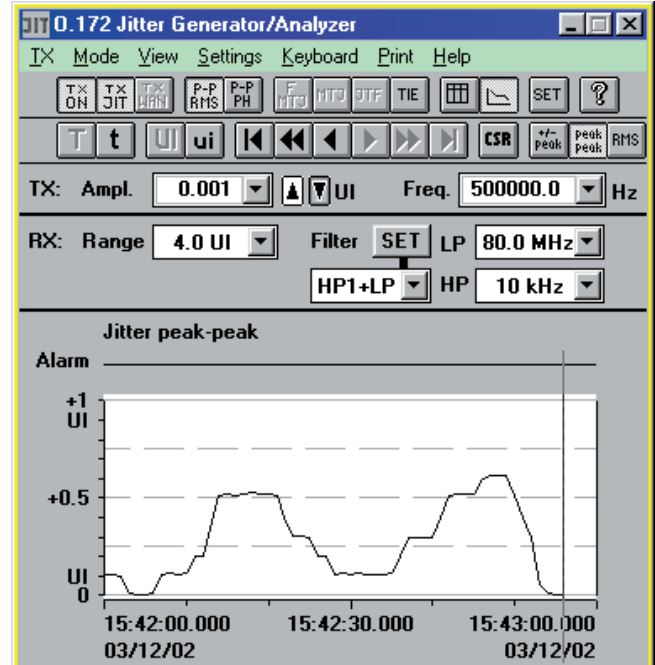 JIT O.172 Jitter Generator/Analyzer
TX Mode View Settings Keyboard Print Help
TX ON TX JIT TX WAN P-P RMS P-P PH F MTJ MTJ JTF TIE SET ?
T t UI ui CSR +/- peak peak peak RMS
TX: Ampl. 0.001 UI Freq. 500000.0 Hz
RX: Range 4.0 UI Filter SET LP 80.0 MHz
HP1+LP HP 10 kHz
Jitter peak-peak
Alarm
+1
UI
+0.5
UI
0
15:42:00.000 15:42:30.000 15:43:00.000
03/12/02 03/12/02